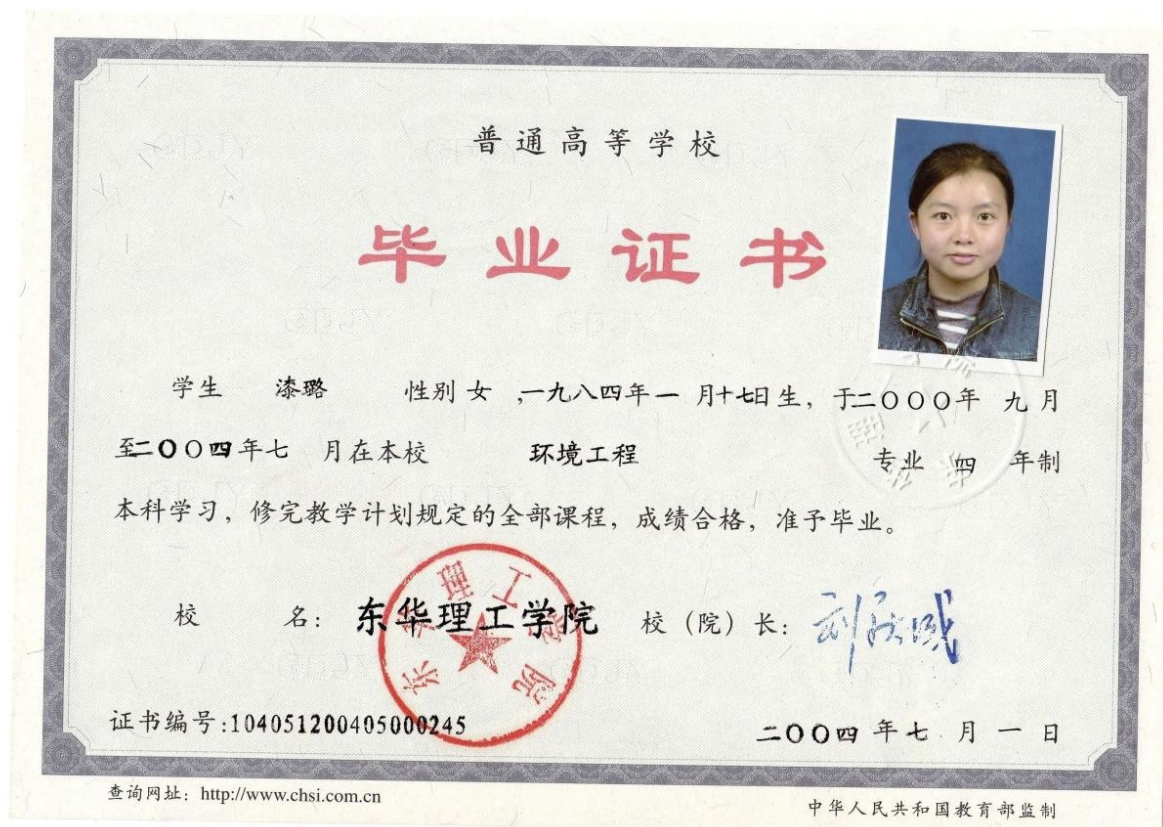 普通高等学校
毕业证书
学生 漆璐 性别 女 ,一九八四年一月十七日生，于二〇〇〇年九月
至二〇〇四年七月在本校 环境工程 专业 四 年制
本科学习，修完教学计划规定的全部课程，成绩合格，准予毕业。
校 名：东华理工学院 校（院）长：
东华理工学院
证书编号:104051200405000245 二〇〇四年七月一日
查询网址：http://www.chsi.com.cn 中华人民共和国教育部监制